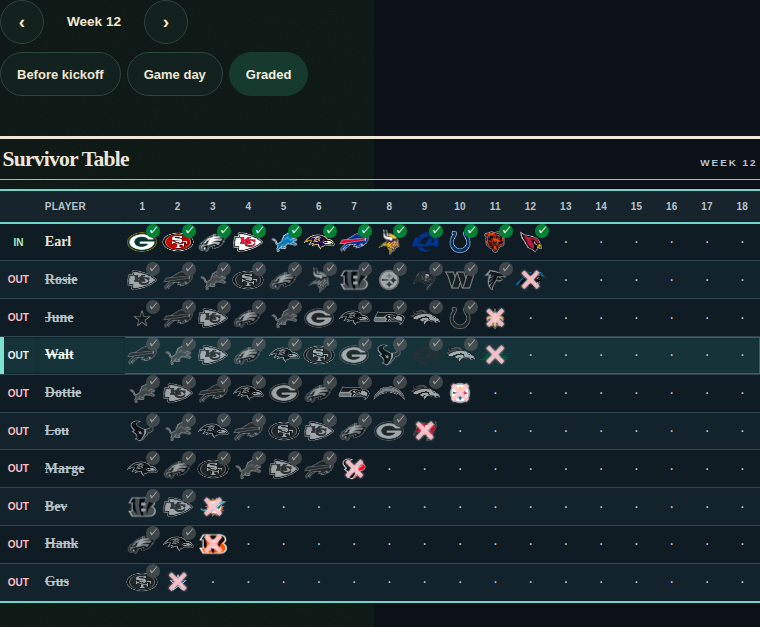 ‹ Week 12 ›
Before kickoff Game day Graded
Survivor Table WEEK 12
PLAYER 1 2 3 4 5 6 7 8 9 10 11 12 13 14 15 16 17 18
IN Earl
OUT Rosie
OUT June
OUT Walt
OUT Dottie
OUT Lou
OUT Marge
OUT Bev
OUT Hank
OUT Gus